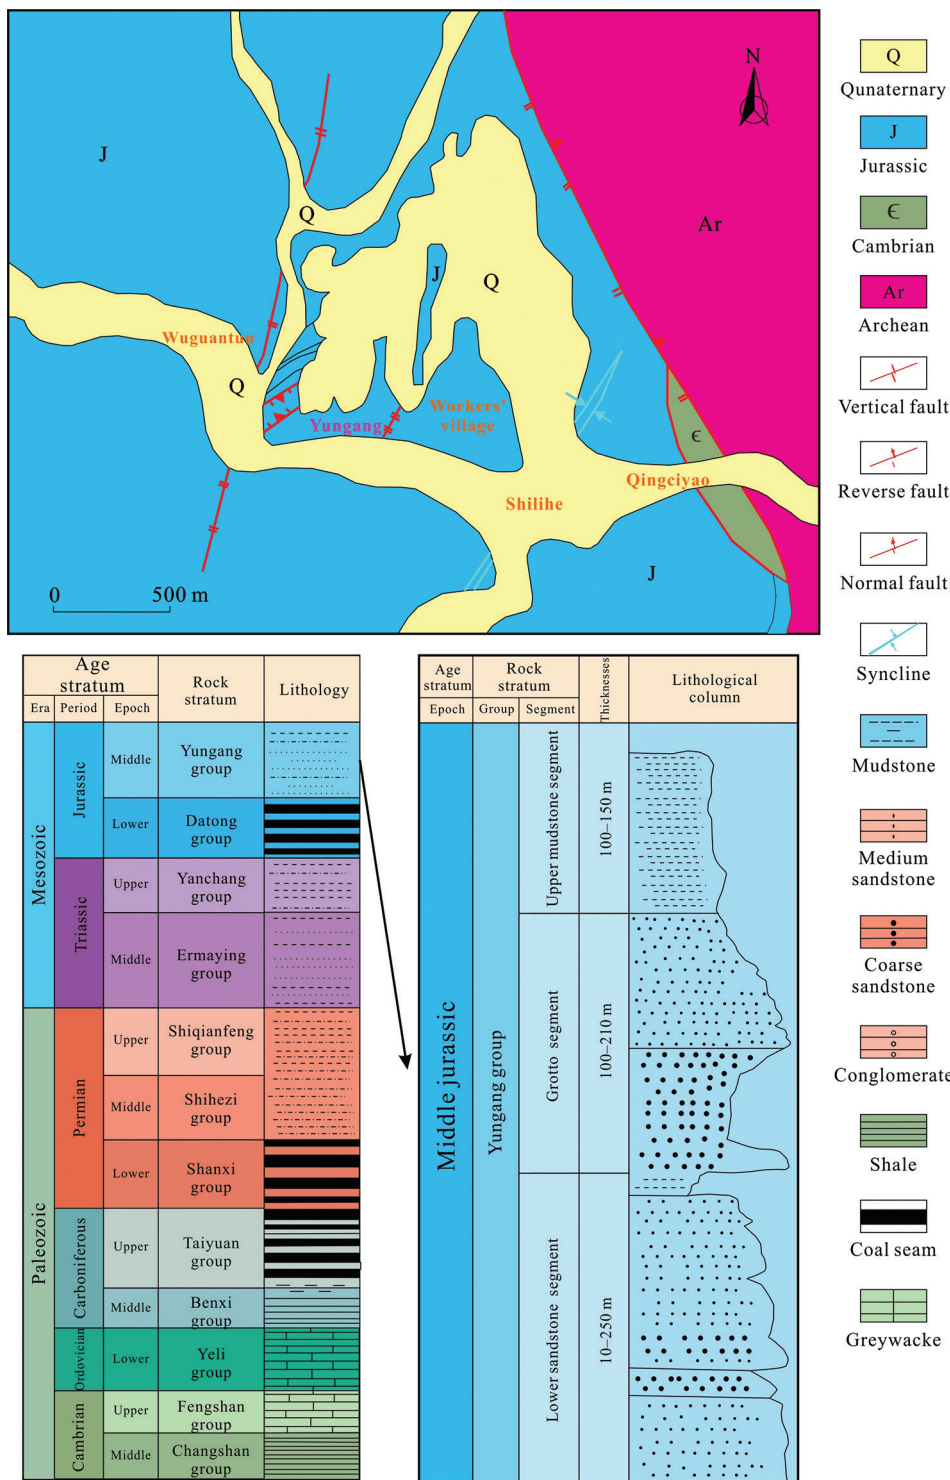 N
J
Q
Ar
J
Q
Wuguantun
Q
Yungang
Workers'
village
Є
Qingciyao
Shilihe
J
0 500 m
Q
Qunaternary
J
Jurassic
Є
Cambrian
Ar
Archean
Vertical fault
Reverse fault
Normal fault
Syncline
Mudstone
Medium
sandstone
Coarse
sandstone
Conglomerate
Shale
Coal seam
Greywacke
Age
stratum
Rock
stratum
Lithology
Era
Period
Epoch
Mesozoic
Jurassic
Middle
Yungang
group
Lower
Datong
group
Triassic
Upper
Yanchang
group
Middle
Ermaying
group
Paleozoic
Permian
Upper
Shiqianfeng
group
Middle
Shihezi
group
Lower
Shanxi
group
Carboniferous
Upper
Taiyuan
group
Middle
Benxi
group
Ordovician
Lower
Yeli
group
Cambrian
Upper
Fengshan
group
Middle
Changshan
group
Age
stratum
Rock
stratum
Thicknesses
Lithological
column
Epoch
Group
Segment
Middle jurassic
Yungang group
Upper mudstone segment
100–150 m
Grotto segment
100–210 m
Lower sandstone segment
10–250 m